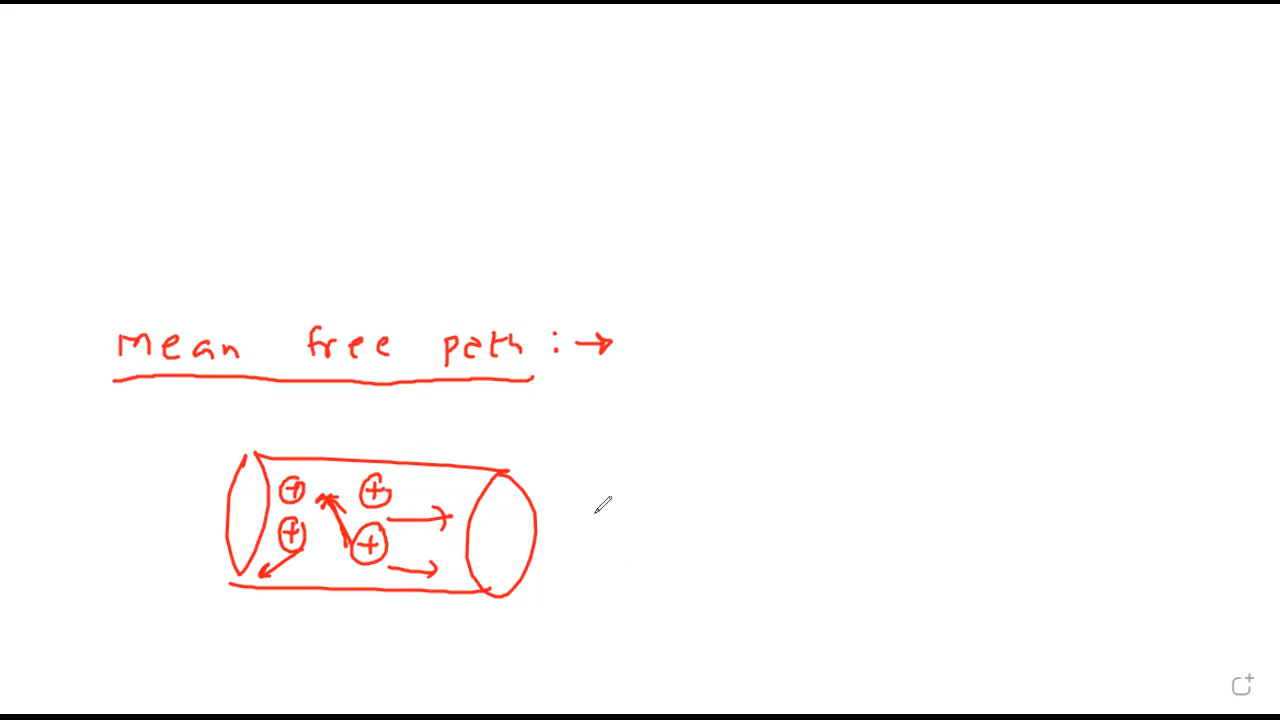 Mean free path :→
+ +
+ +